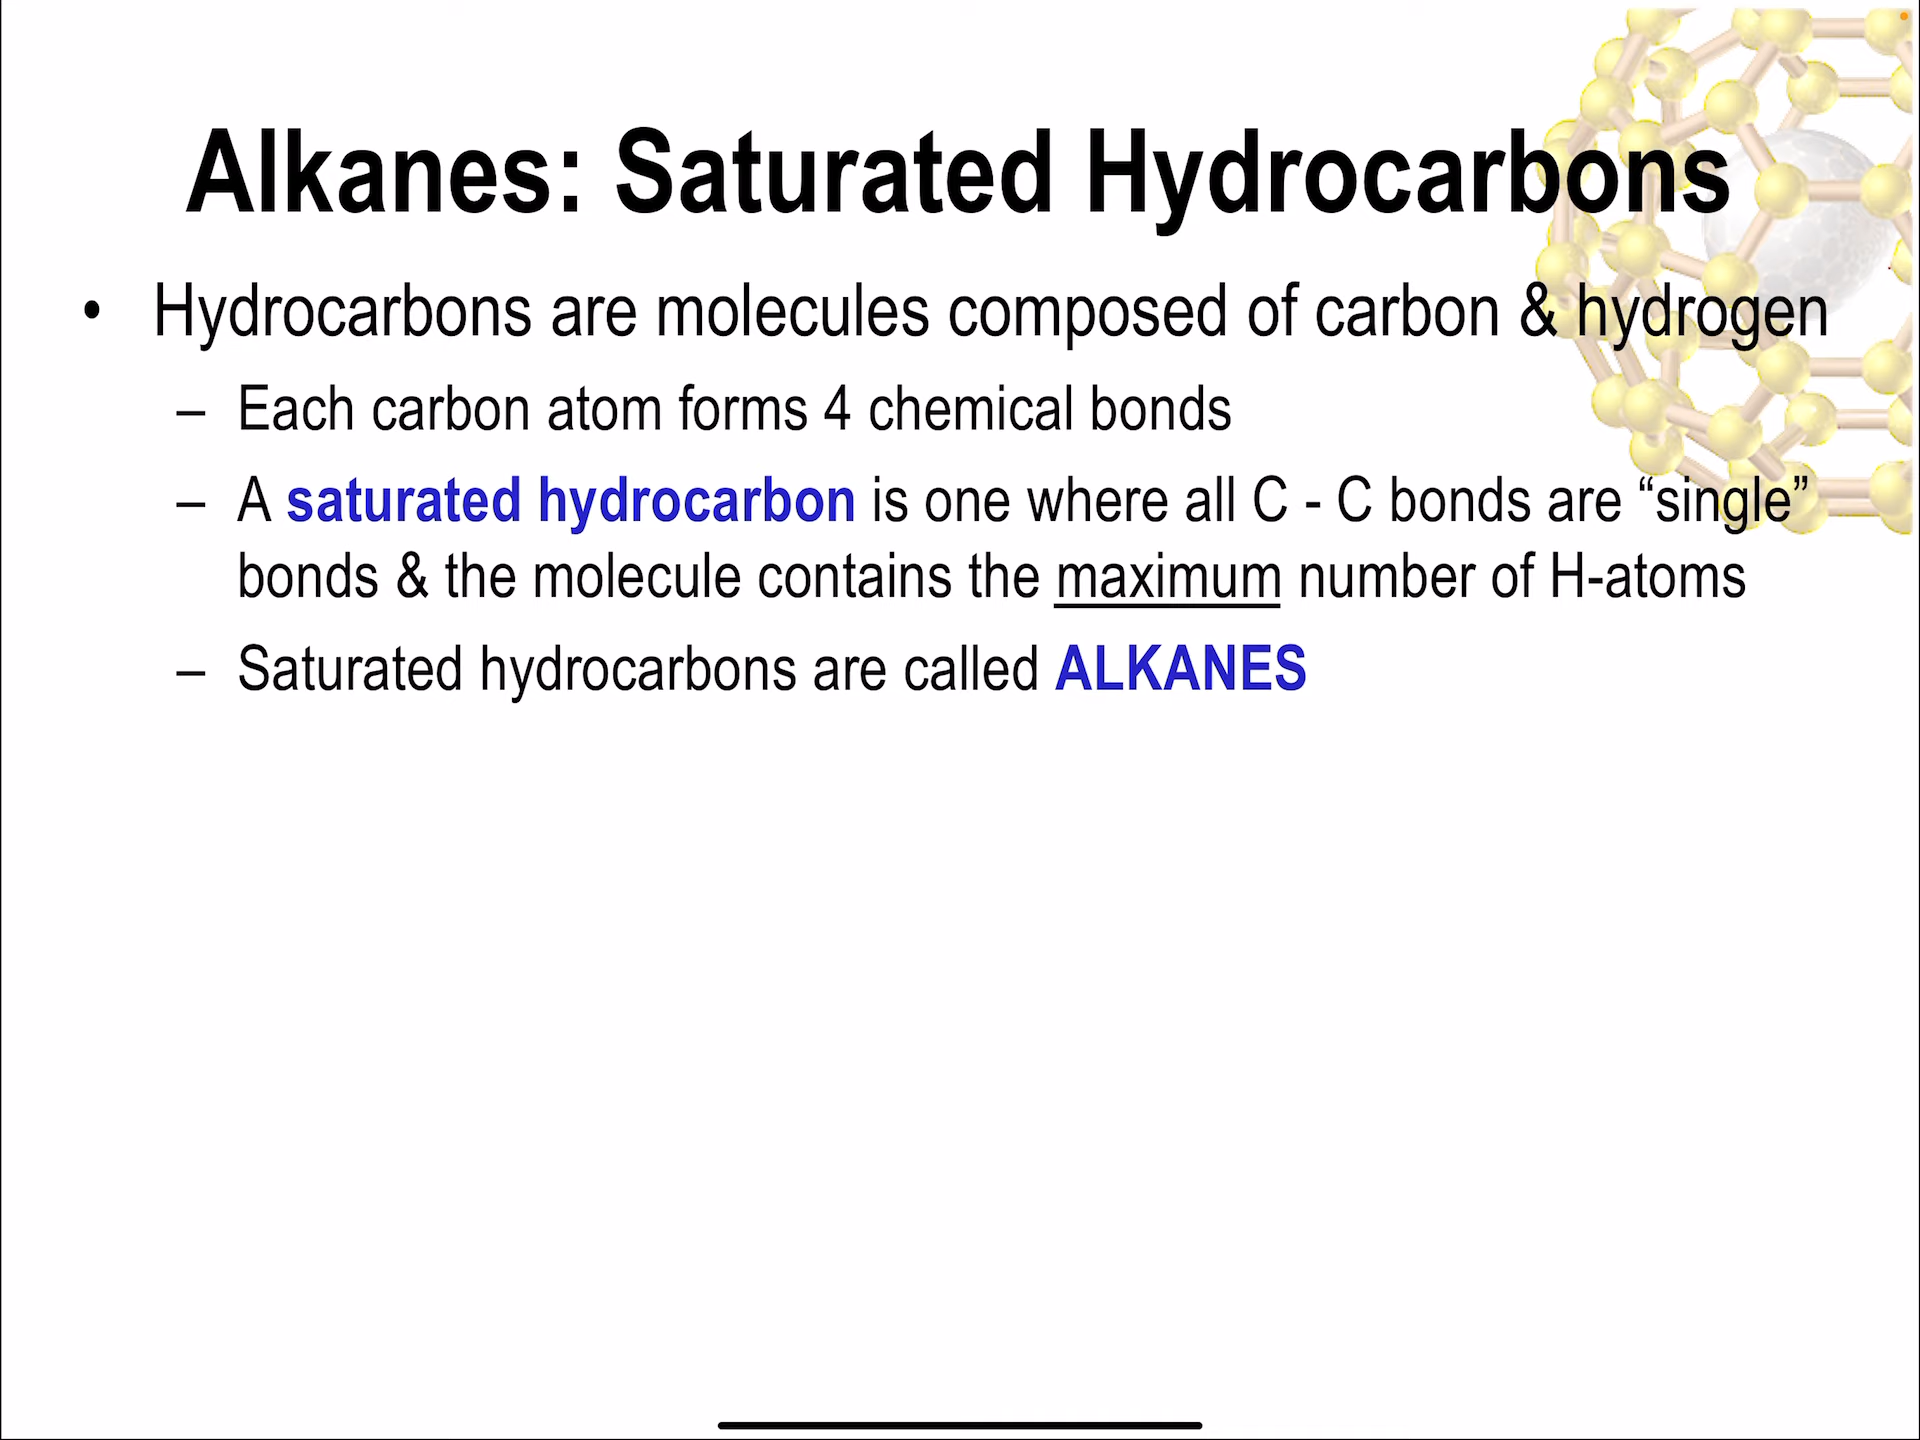 Alkanes: Saturated Hydrocarbons
• Hydrocarbons are molecules composed of carbon & hydrogen
– Each carbon atom forms 4 chemical bonds
– A saturated hydrocarbon is one where all C - C bonds are “single”
bonds & the molecule contains the maximum number of H-atoms
– Saturated hydrocarbons are called ALKANES